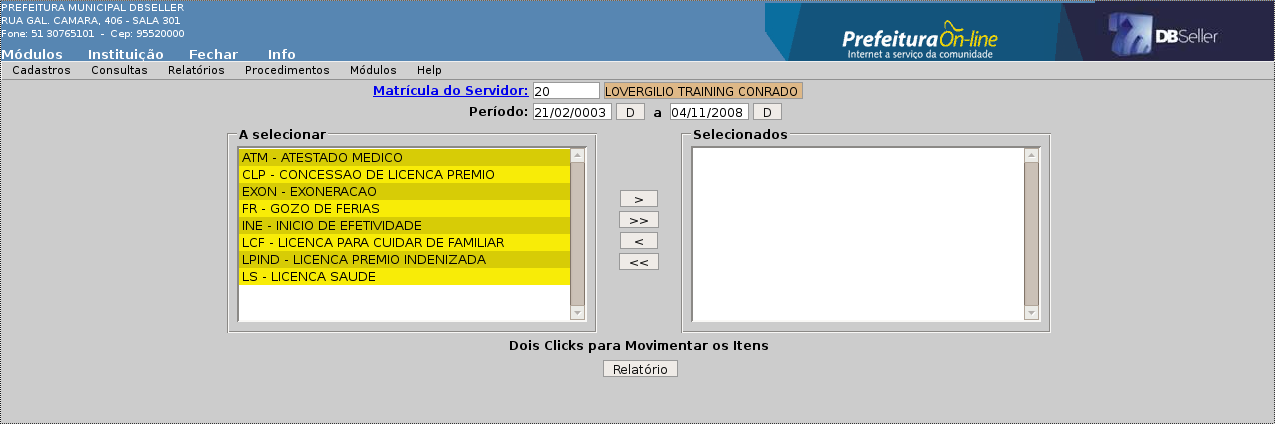 PREFEITURA MUNICIPAL DBSELLER
RUA GAL. CAMARA, 406 - SALA 301
Fone: 51 30765101 - Cep: 95520000
Módulos Instituição Fechar Info
PrefeituraOn-line
Internet a serviço da comunidade
DBSeller
Cadastros Consultas Relatórios Procedimentos Módulos Help
Matrícula do Servidor: 20 LOVERGILIO TRAINING CONRADO
Período: 21/02/0003 D a 04/11/2008 D
A selecionar
ATM - ATESTADO MEDICO
CLP - CONCESSAO DE LICENCA PREMIO
EXON - EXONERACAO
FR - GOZO DE FERIAS
INE - INICIO DE EFETIVIDADE
LCF - LICENCA PARA CUIDAR DE FAMILIAR
LPIND - LICENCA PREMIO INDENIZADA
LS - LICENCA SAUDE
>
>>
<
<<
Selecionados
Dois Clicks para Movimentar os Itens
Relatório